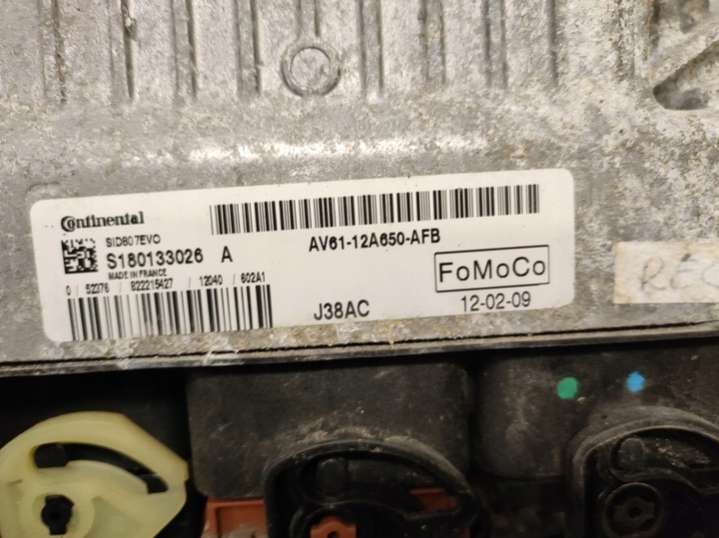 Continental
SID807EVO
S180133026 A
MADE IN FRANCE
0 / 52076 / 822215427 / 12040 / 602A1
AV61-12A650-AFB
FoMoCo
J38AC
12-02-09